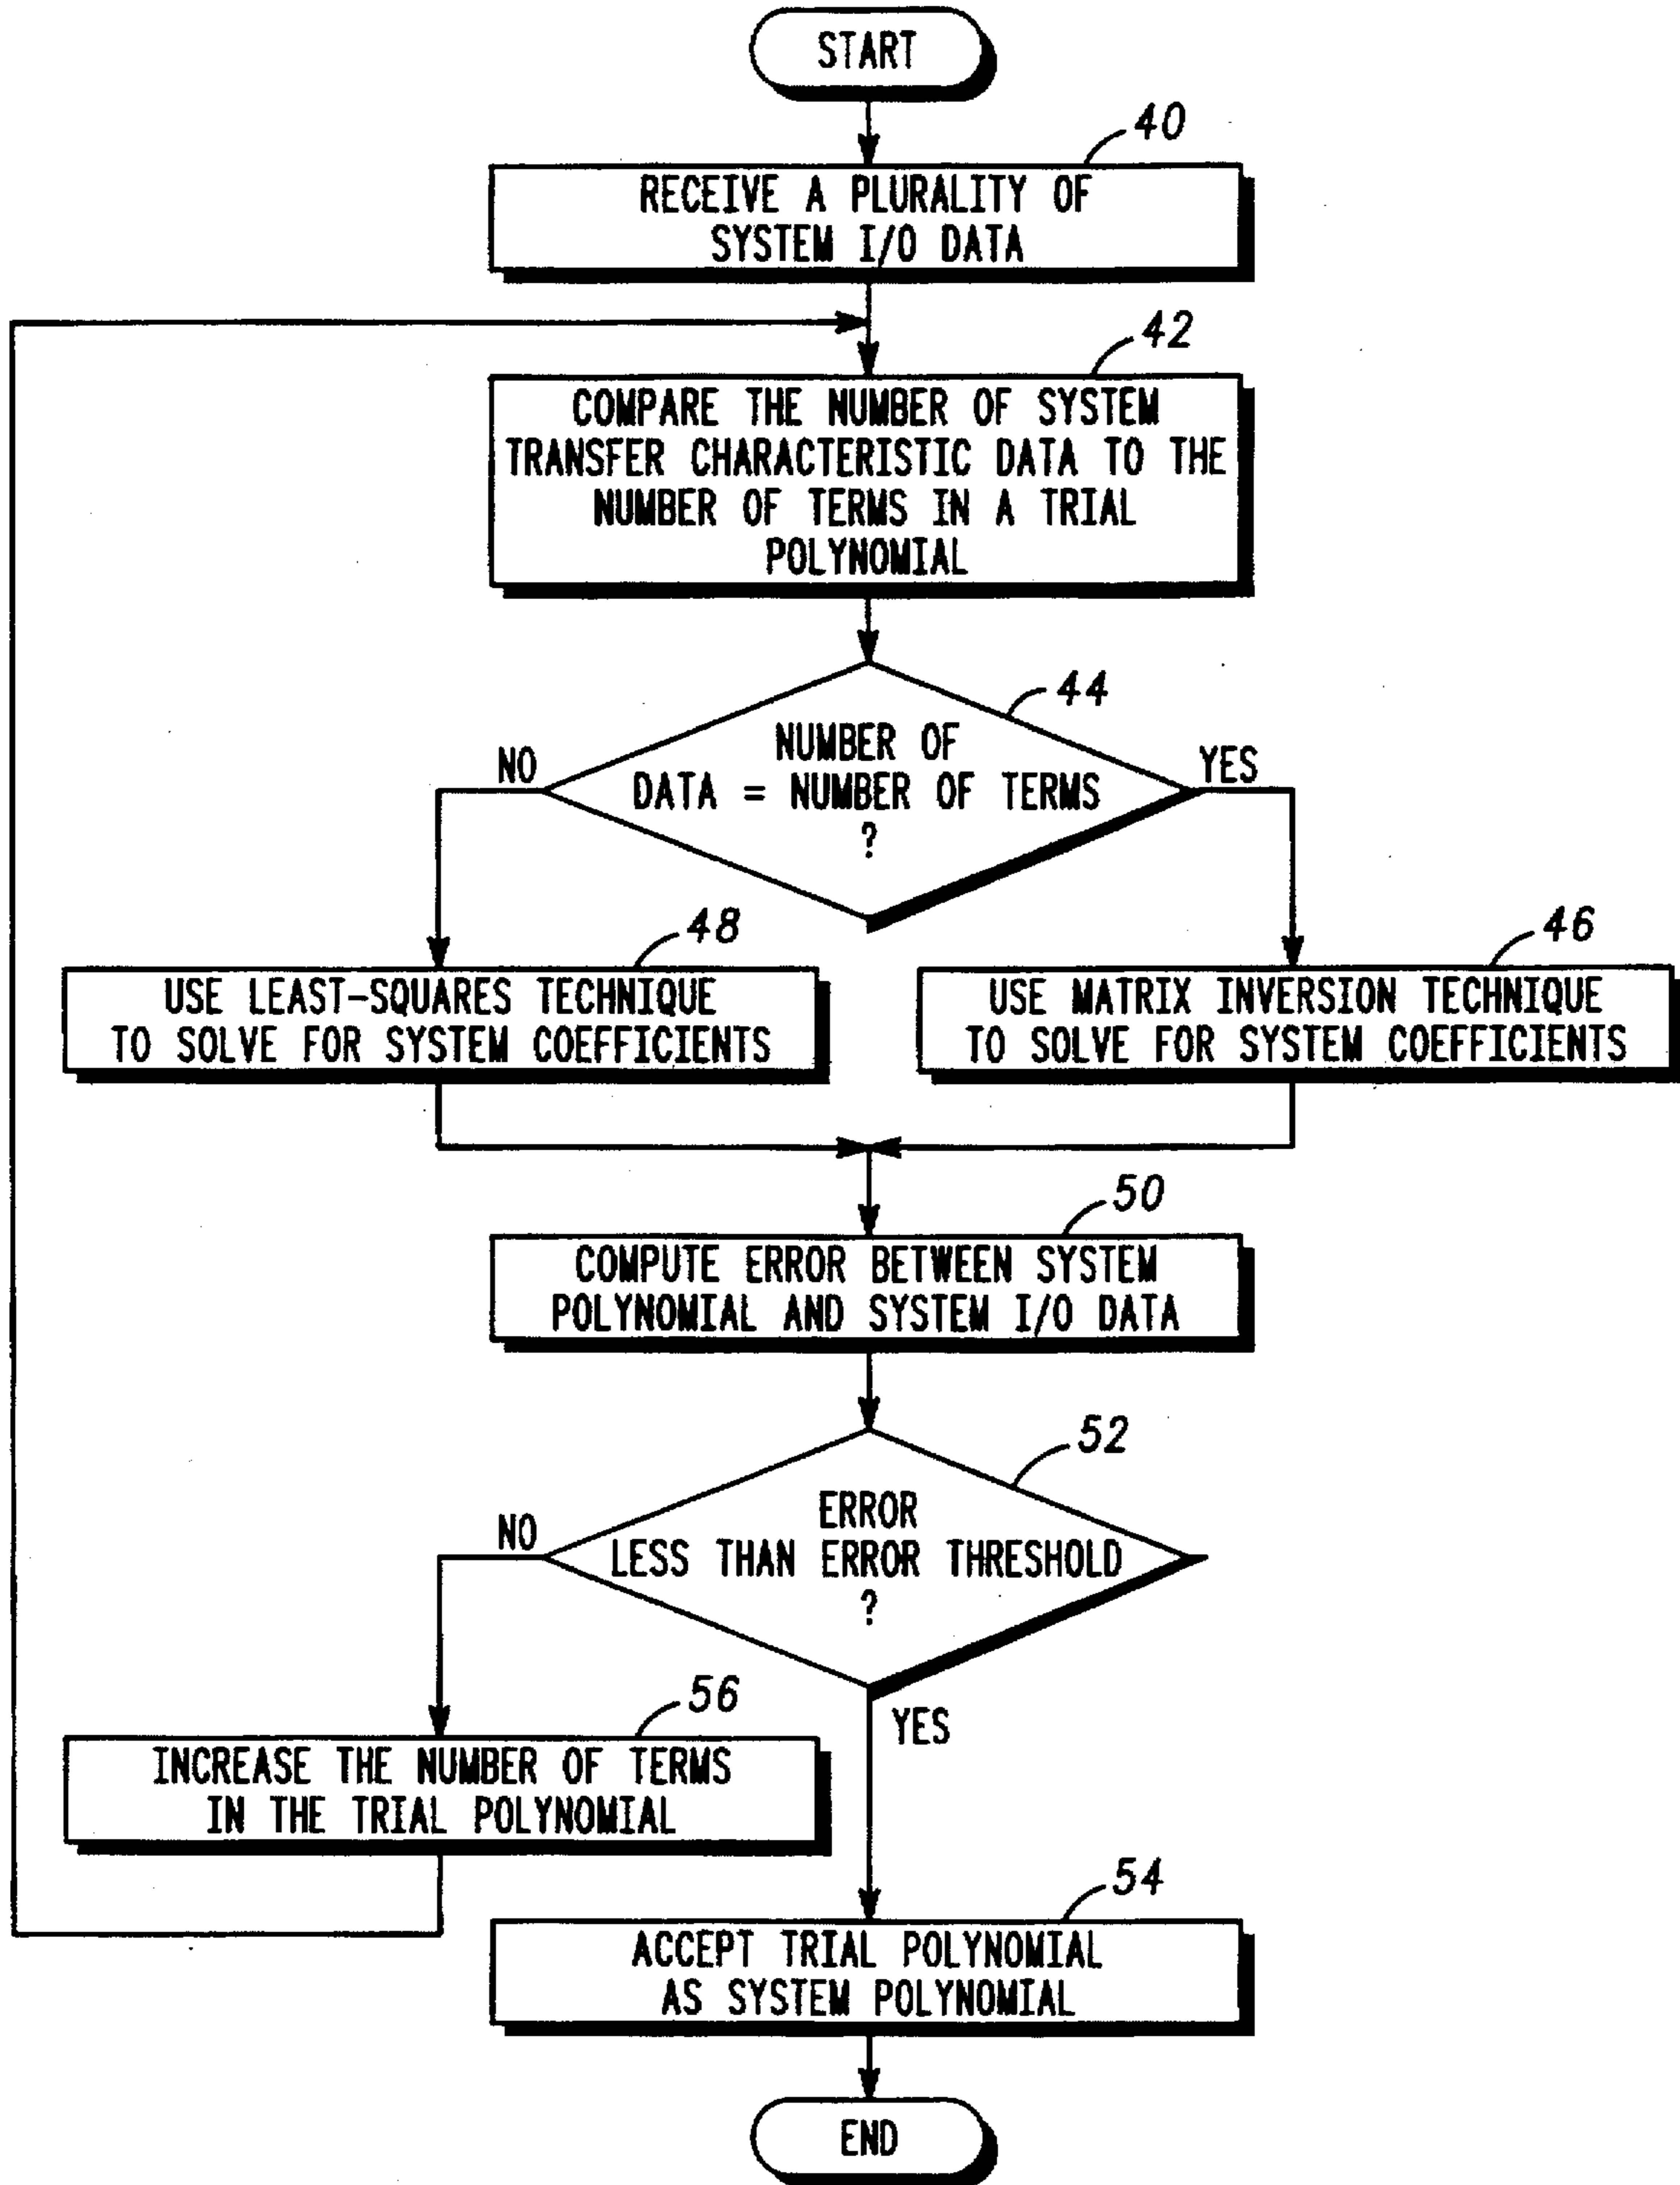 START
40
RECEIVE A PLURALITY OF
SYSTEM I/O DATA
42
COMPARE THE NUMBER OF SYSTEM
TRANSFER CHARACTERISTIC DATA TO THE
NUMBER OF TERMS IN A TRIAL
POLYNOMIAL
44
NUMBER OF
DATA = NUMBER OF TERMS
?
NO
YES
48
USE LEAST-SQUARES TECHNIQUE
TO SOLVE FOR SYSTEM COEFFICIENTS
46
USE MATRIX INVERSION TECHNIQUE
TO SOLVE FOR SYSTEM COEFFICIENTS
50
COMPUTE ERROR BETWEEN SYSTEM
POLYNOMIAL AND SYSTEM I/O DATA
52
ERROR
LESS THAN ERROR THRESHOLD
?
NO
YES
56
INCREASE THE NUMBER OF TERMS
IN THE TRIAL POLYNOMIAL
54
ACCEPT TRIAL POLYNOMIAL
AS SYSTEM POLYNOMIAL
END